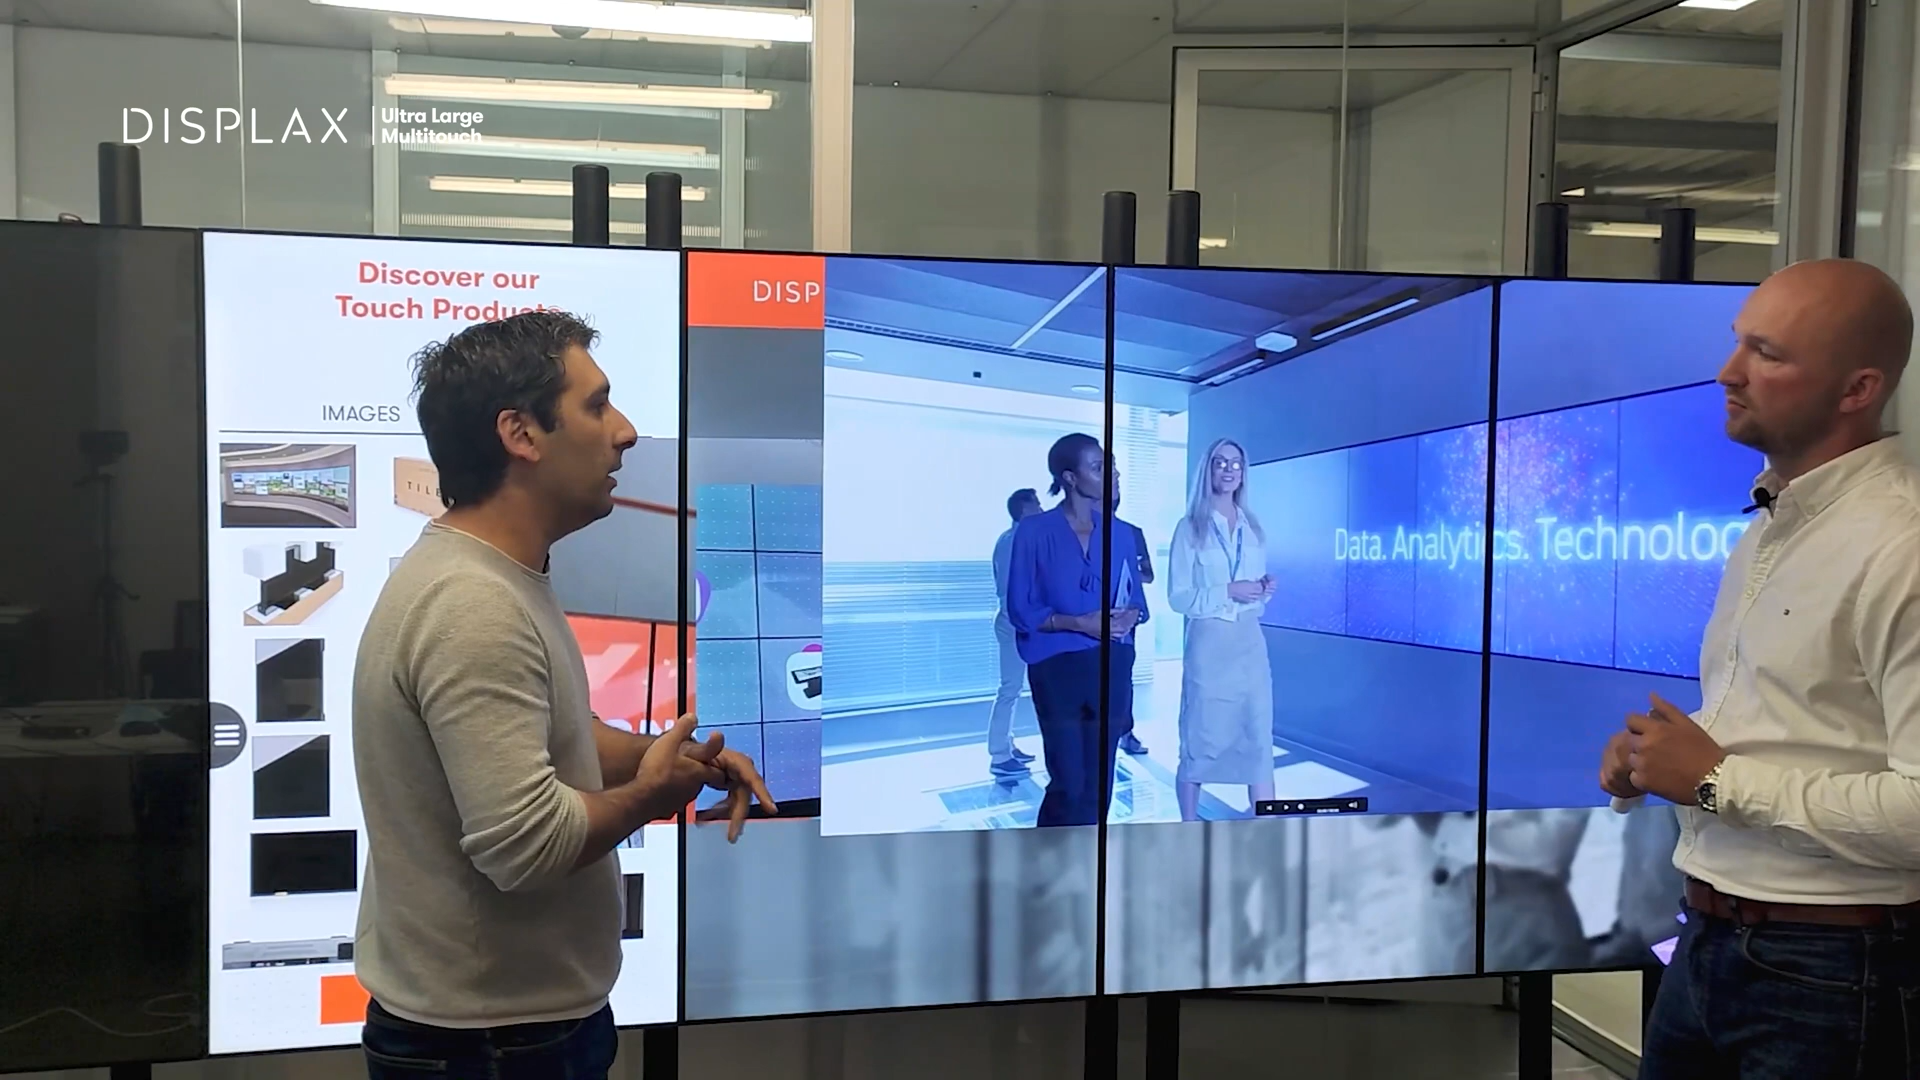 DISPLAX
Ultra Large
Multitouch
Discover our
Touch Products
IMAGES
DISP
Data. Analytics. Technolog